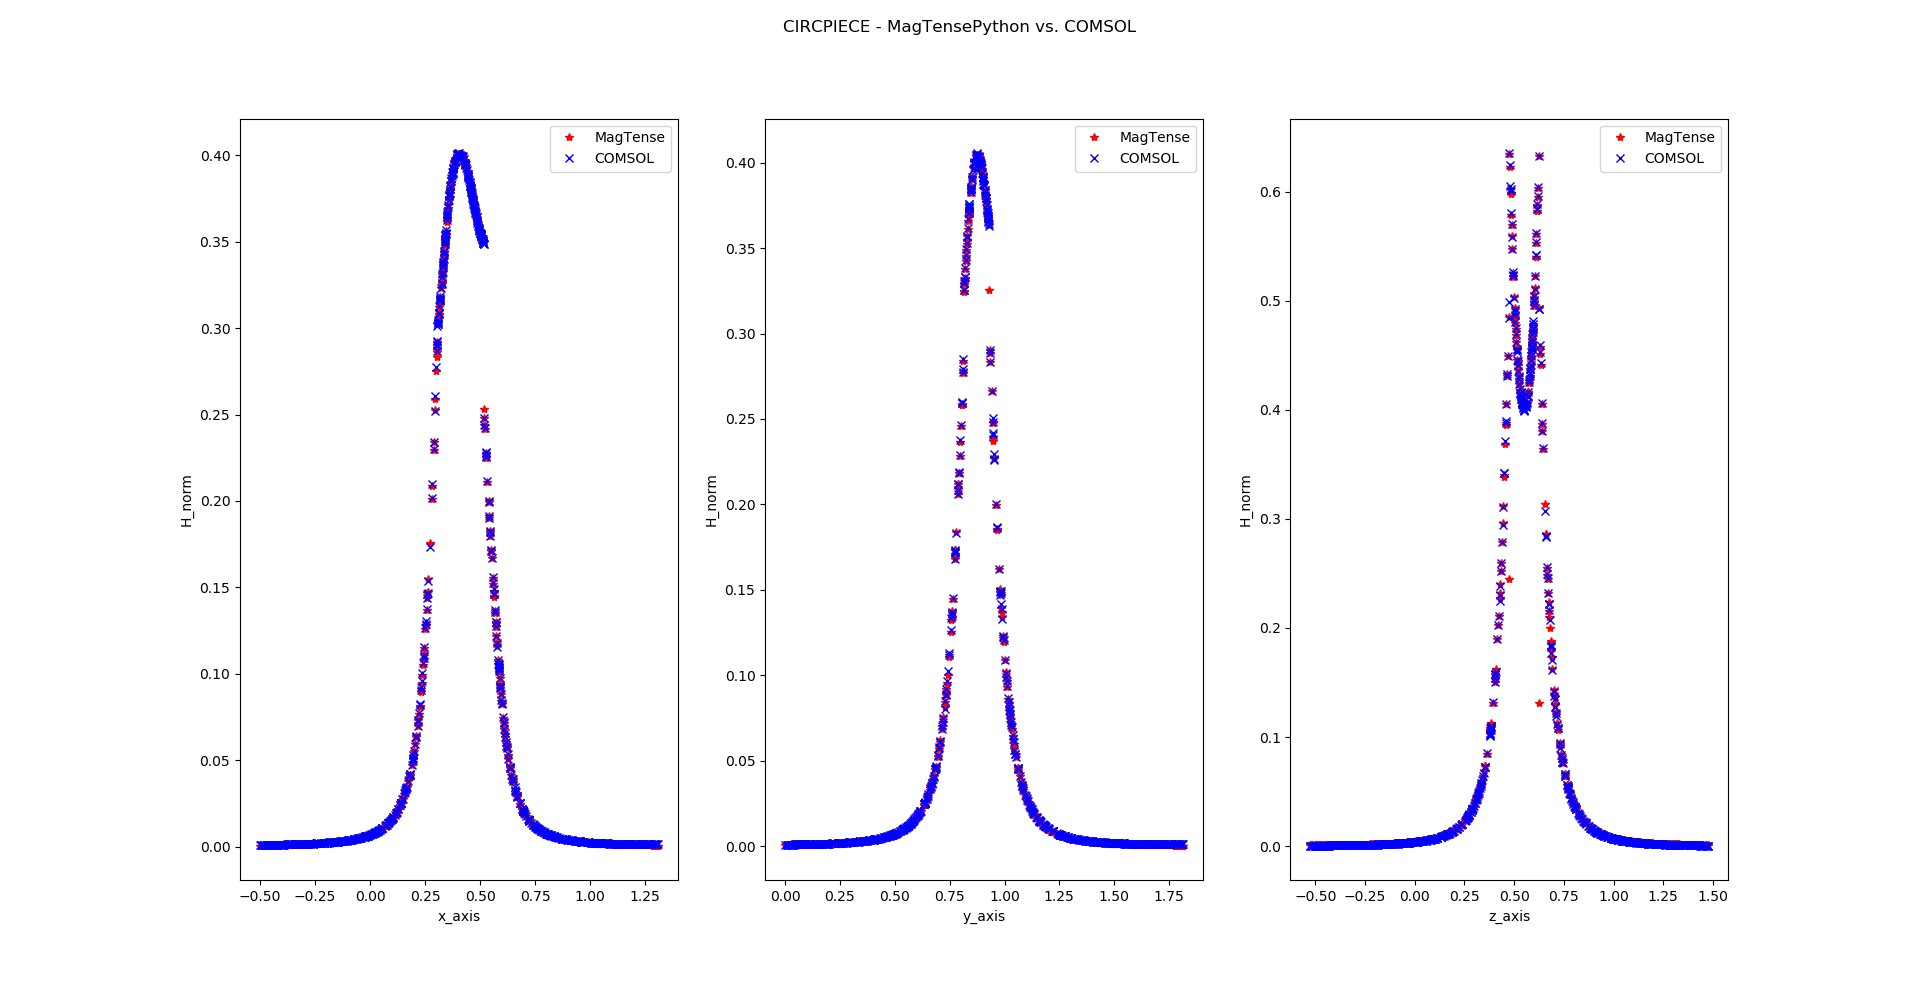 CIRCPIECE - MagTensePython vs. COMSOL
MagTense
COMSOL
0.40
0.35
0.30
0.25
0.20
0.15
0.10
0.05
0.00
H_norm
−0.50 −0.25 0.00 0.25 0.50 0.75 1.00 1.25
x_axis
MagTense
COMSOL
0.40
0.35
0.30
0.25
0.20
0.15
0.10
0.05
0.00
H_norm
0.00 0.25 0.50 0.75 1.00 1.25 1.50 1.75
y_axis
MagTense
COMSOL
0.6
0.5
0.4
0.3
0.2
0.1
0.0
H_norm
−0.50 −0.25 0.00 0.25 0.50 0.75 1.00 1.25 1.50
z_axis